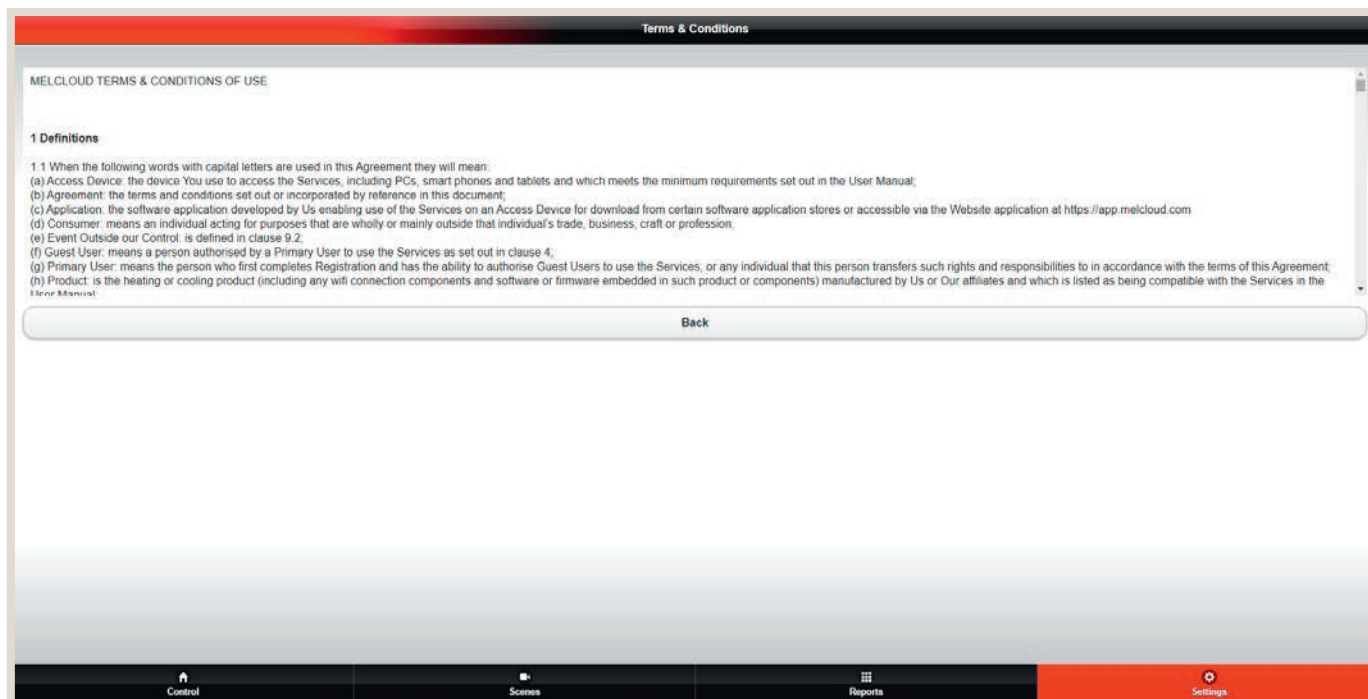 Terms & Conditions
MELCLOUD TERMS & CONDITIONS OF USE
1 Definitions
1.1 When the following words with capital letters are used in this Agreement they will mean:
(a) Access Device: the device You use to access the Services, including PCs, smart phones and tablets and which meets the minimum requirements set out in the User Manual;
(b) Agreement: the terms and conditions set out or incorporated by reference in this document;
(c) Application: the software application developed by Us enabling use of the Services on an Access Device for download from certain software application stores or accessible via the Website application at https://app.melcloud.com
(d) Consumer: means an individual acting for purposes that are wholly or mainly outside that individual's trade, business, craft or profession;
(e) Event Outside our Control: is defined in clause 9.2;
(f) Guest User: means a person authorised by a Primary User to use the Services as set out in clause 4;
(g) Primary User: means the person who first completes Registration and has the ability to authorise Guest Users to use the Services, or any individual that this person transfers such rights and responsibilities to in accordance with the terms of this Agreement;
(h) Product: is the heating or cooling product (including any wifi connection components and software or firmware embedded in such product or components) manufactured by Us or Our affiliates and which is listed as being compatible with the Services in the
User Manual;
Back
Control Scenes Reports Settings